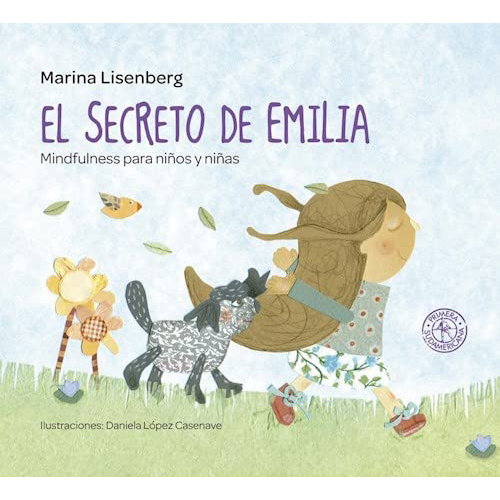 Marina Lisenberg
EL SECRETO DE EMILIA
Mindfulness para niños y niñas
PRIMERA
SUDAMERICANA
Ilustraciones: Daniela López Casenave